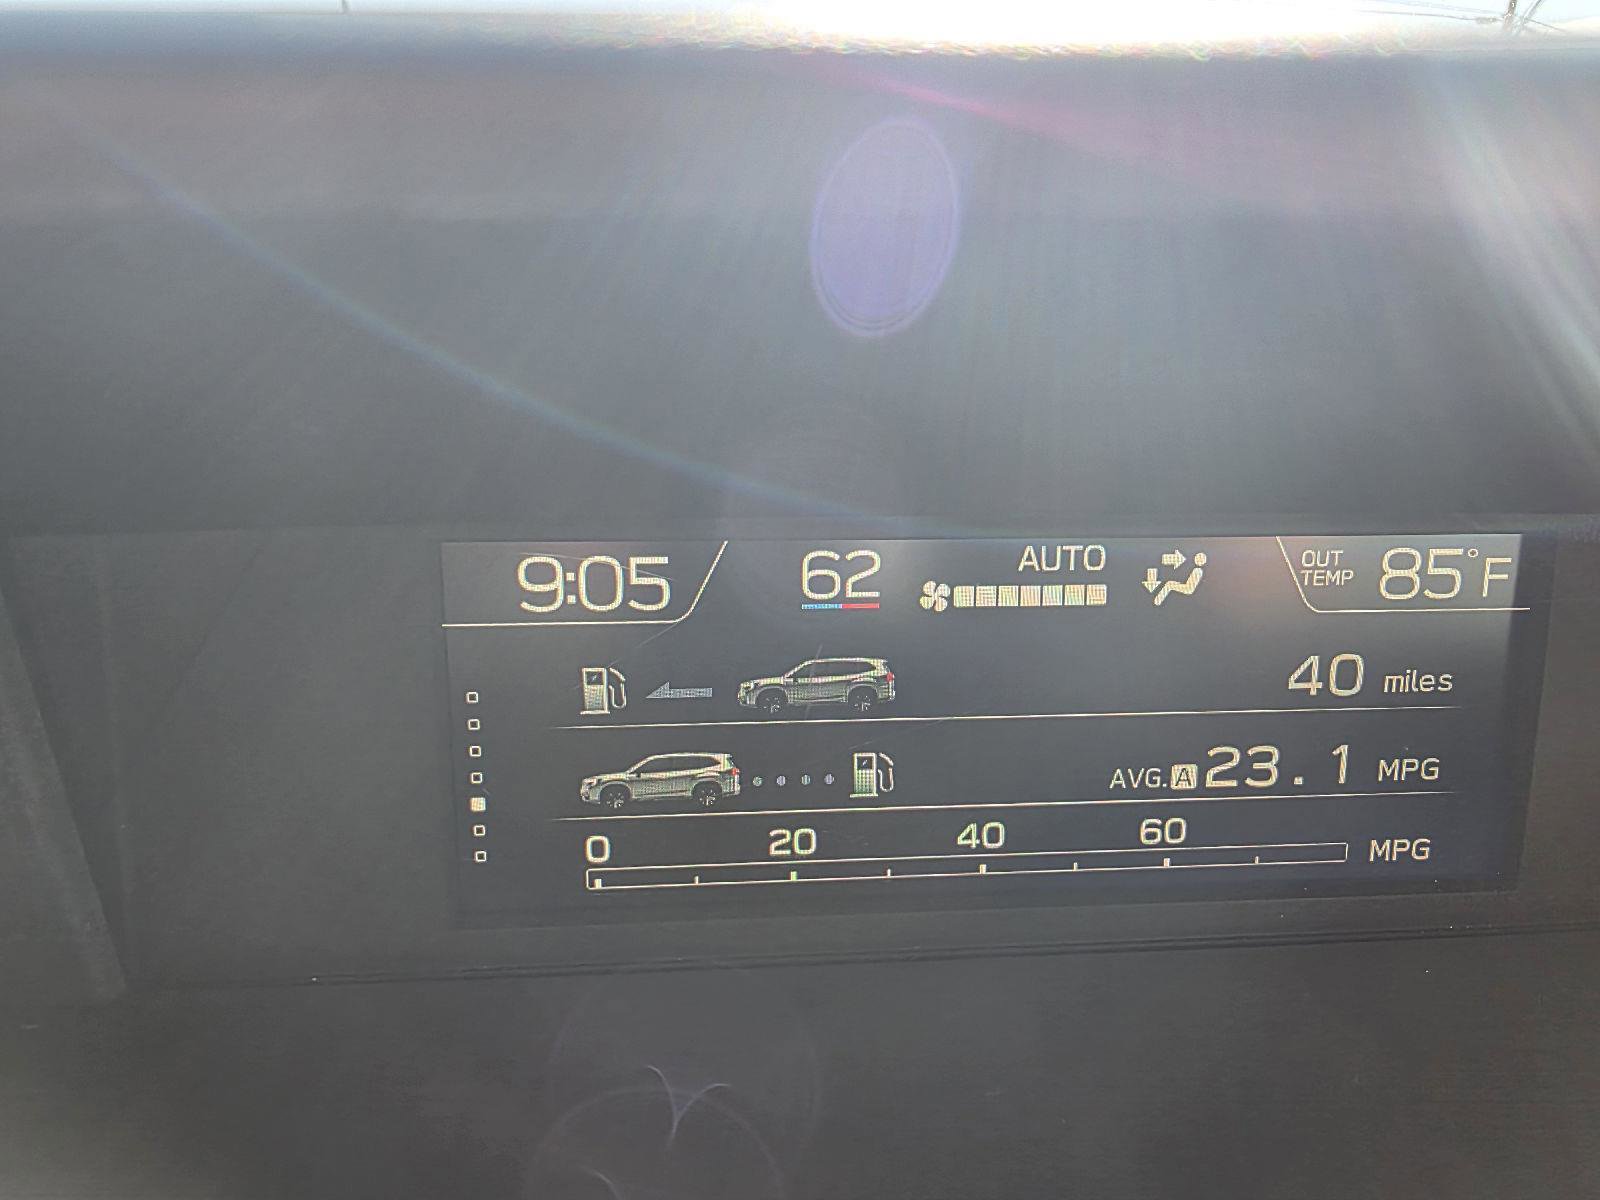 9:05 62 AUTO OUT TEMP 85°F
40 miles
AVG. A 23.1 MPG
0 20 40 60 MPG